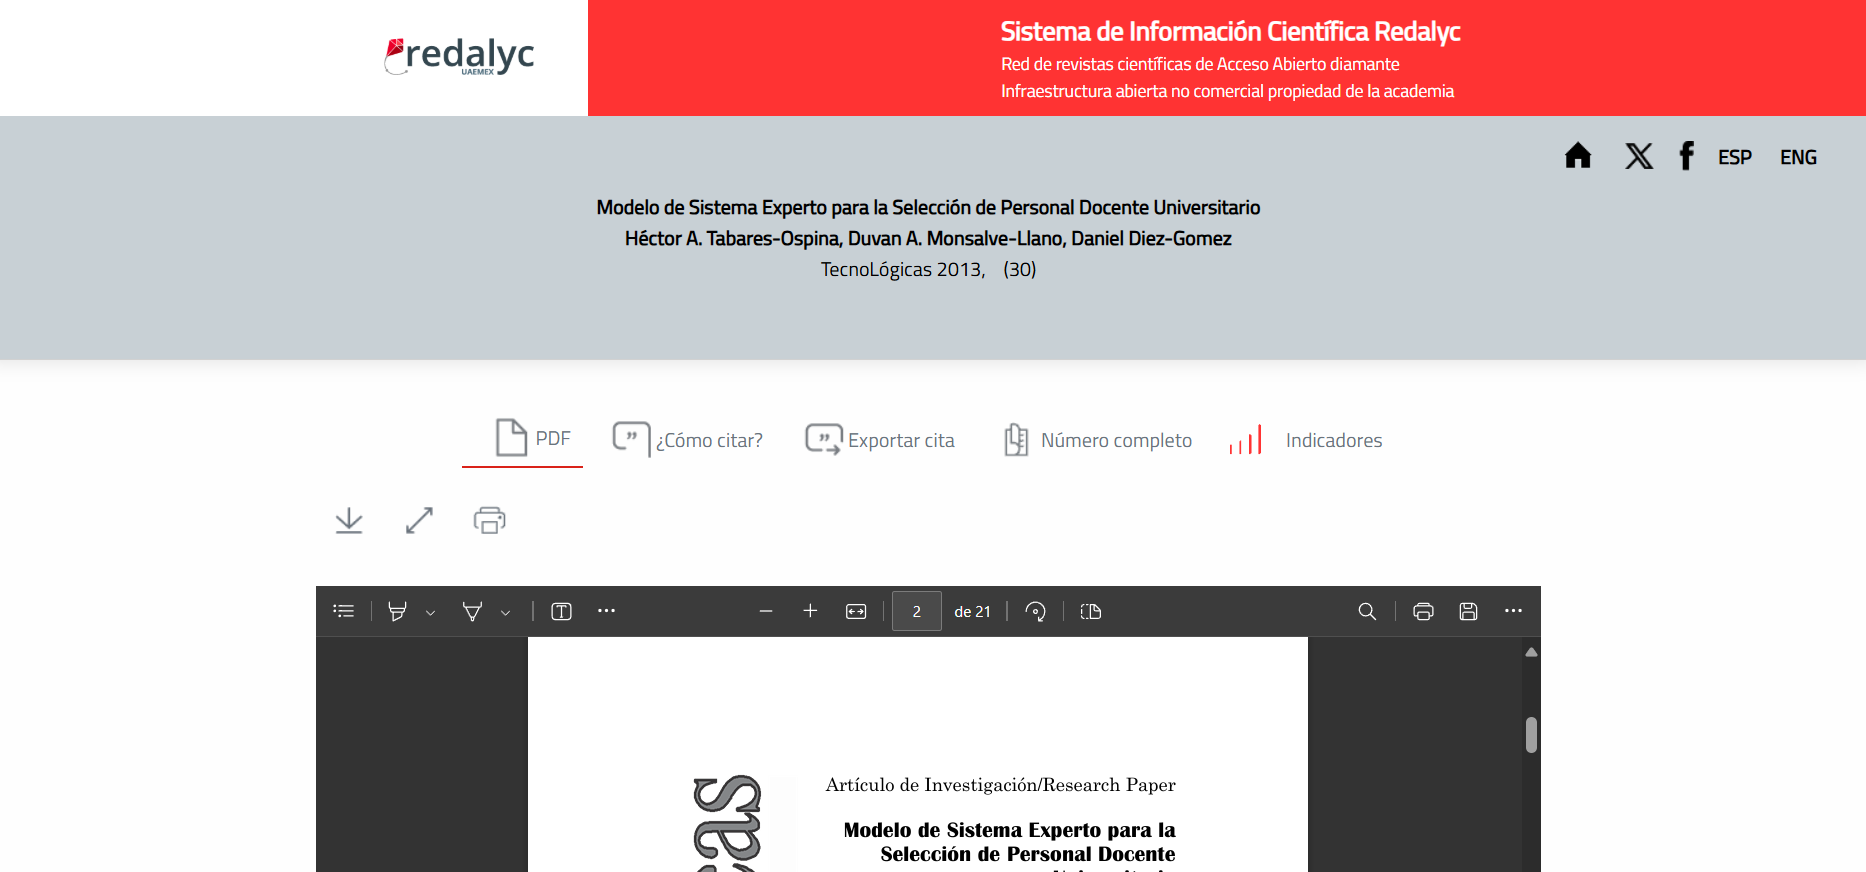 redalyc
UAEMEX
Sistema de Información Científica Redalyc
Red de revistas científicas de Acceso Abierto diamante
Infraestructura abierta no comercial propiedad de la academia
ESP ENG
Modelo de Sistema Experto para la Selección de Personal Docente Universitario
Héctor A. Tabares-Ospina, Duvan A. Monsalve-Llano, Daniel Diez-Gomez
TecnoLógicas 2013, (30)
PDF ¿Cómo citar? Exportar cita Número completo Indicadores
2 de 21
Artículo de Investigación/Research Paper
Modelo de Sistema Experto para la
Selección de Personal Docente